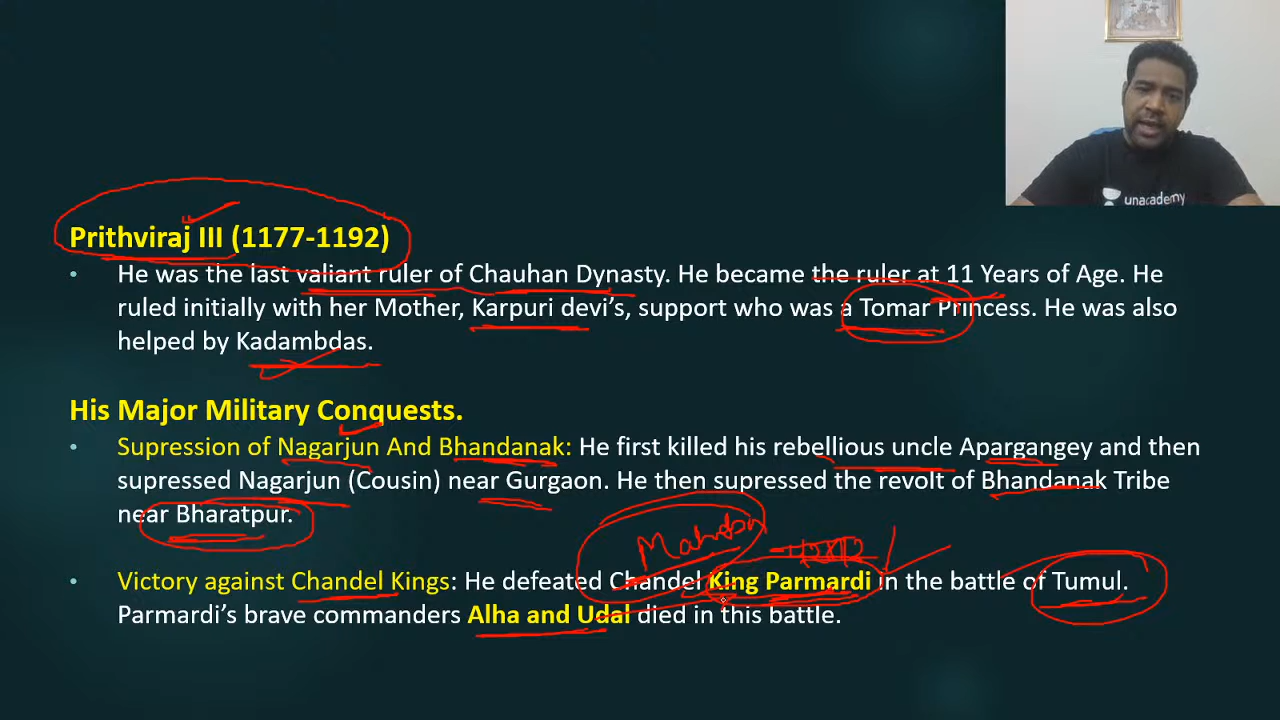 unacademy
Prithviraj III (1177-1192)
• He was the last valiant ruler of Chauhan Dynasty. He became the ruler at 11 Years of Age. He
ruled initially with her Mother, Karpuri devi’s, support who was a Tomar Princess. He was also
helped by Kadambdas.
His Major Military Conquests.
• Supression of Nagarjun And Bhandanak: He first killed his rebellious uncle Apargangey and then
supressed Nagarjun (Cousin) near Gurgaon. He then supressed the revolt of Bhandanak Tribe
near Bharatpur.
• Victory against Chandel Kings: He defeated Chandel King Parmardi in the battle of Tumul.
Parmardi’s brave commanders Alha and Udal died in this battle.